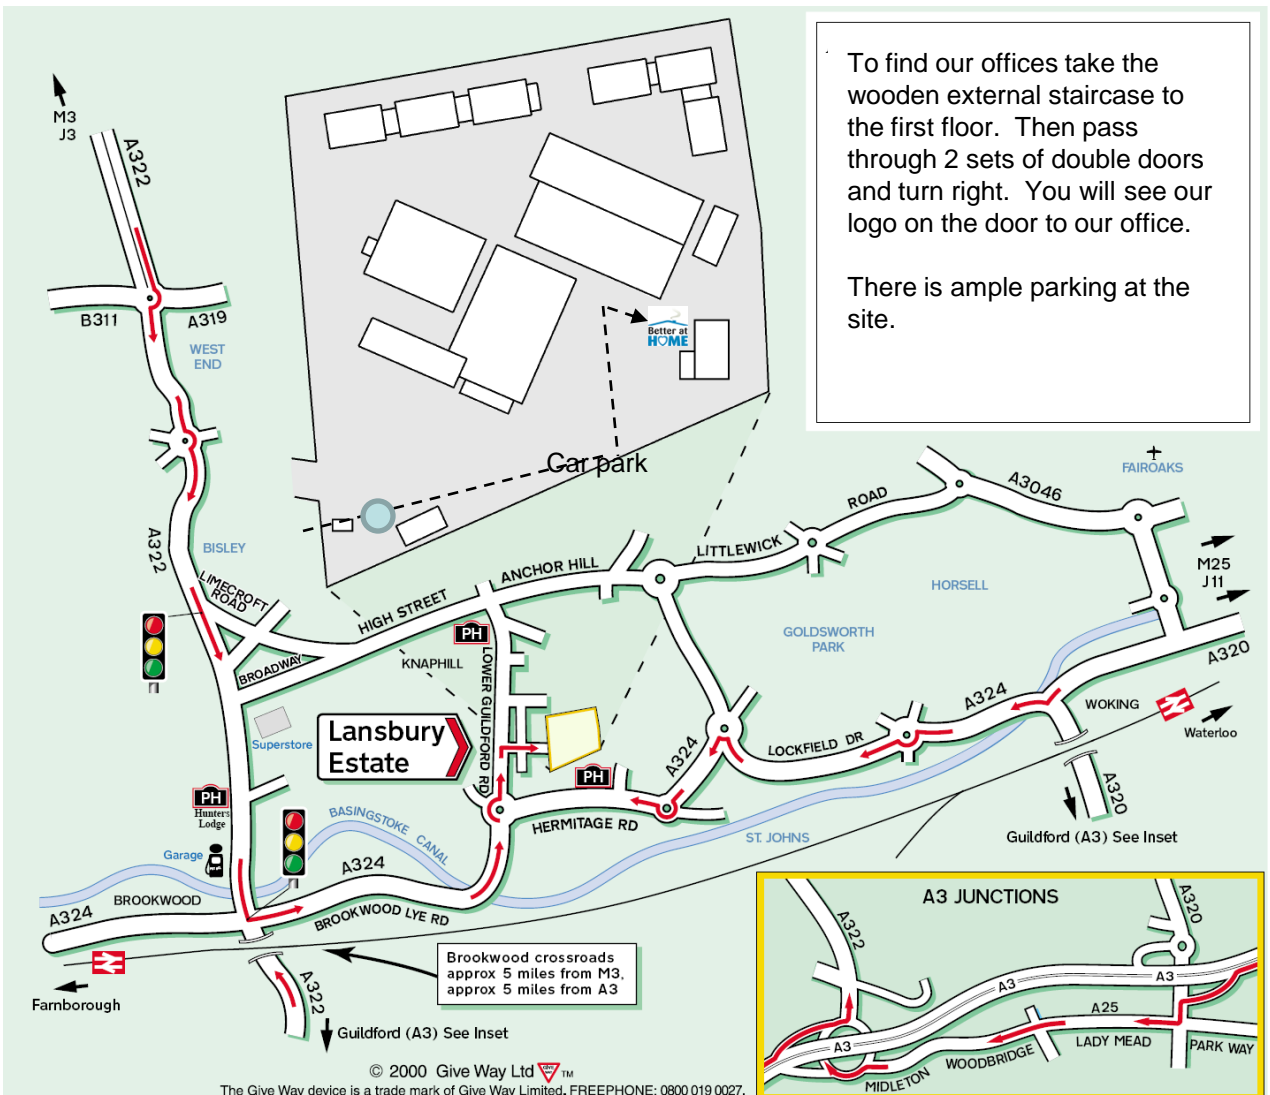 To find our offices take the
wooden external staircase to
the first floor.  Then pass
through 2 sets of double doors
and turn right.  You will see our
logo on the door to our office.
There is ample parking at the
site.
M3
J3
A322
B311
A319
WEST
END
Better at
HOME
Car park
A322
BISLEY
LIMECROFT
ROAD
BROADWAY
HIGH STREET
ANCHOR HILL
LITTLEWICK
ROAD
A3046
FAIROAKS
M25
J11
HORSELL
GOLDSWORTH
PARK
A320
PH
KNAPHILL
LOWER GUILDFORD RD
Superstore
Lansbury
Estate
A324
WOKING
Waterloo
LOCKFIELD DR
A324
PH
HERMITAGE RD
A320
Guildford (A3) See Inset
ST. JOHNS
PH
Hunters
Lodge
Garage
BASINGSTOKE CANAL
A324
BROOKWOOD
A324
BROOKWOOD LYE RD
Farnborough
A322
Brookwood crossroads
approx 5 miles from M3,
approx 5 miles from A3
Guildford (A3) See Inset
A3 JUNCTIONS
A322
A320
A3
A3
A3
A25
LADY MEAD
PARK WAY
WOODBRIDGE
MIDLETON
© 2000 Give Way Ltd GIVE WAY TM
The Give Way device is a trade mark of Give Way Limited. FREEPHONE: 0800 019 0027.